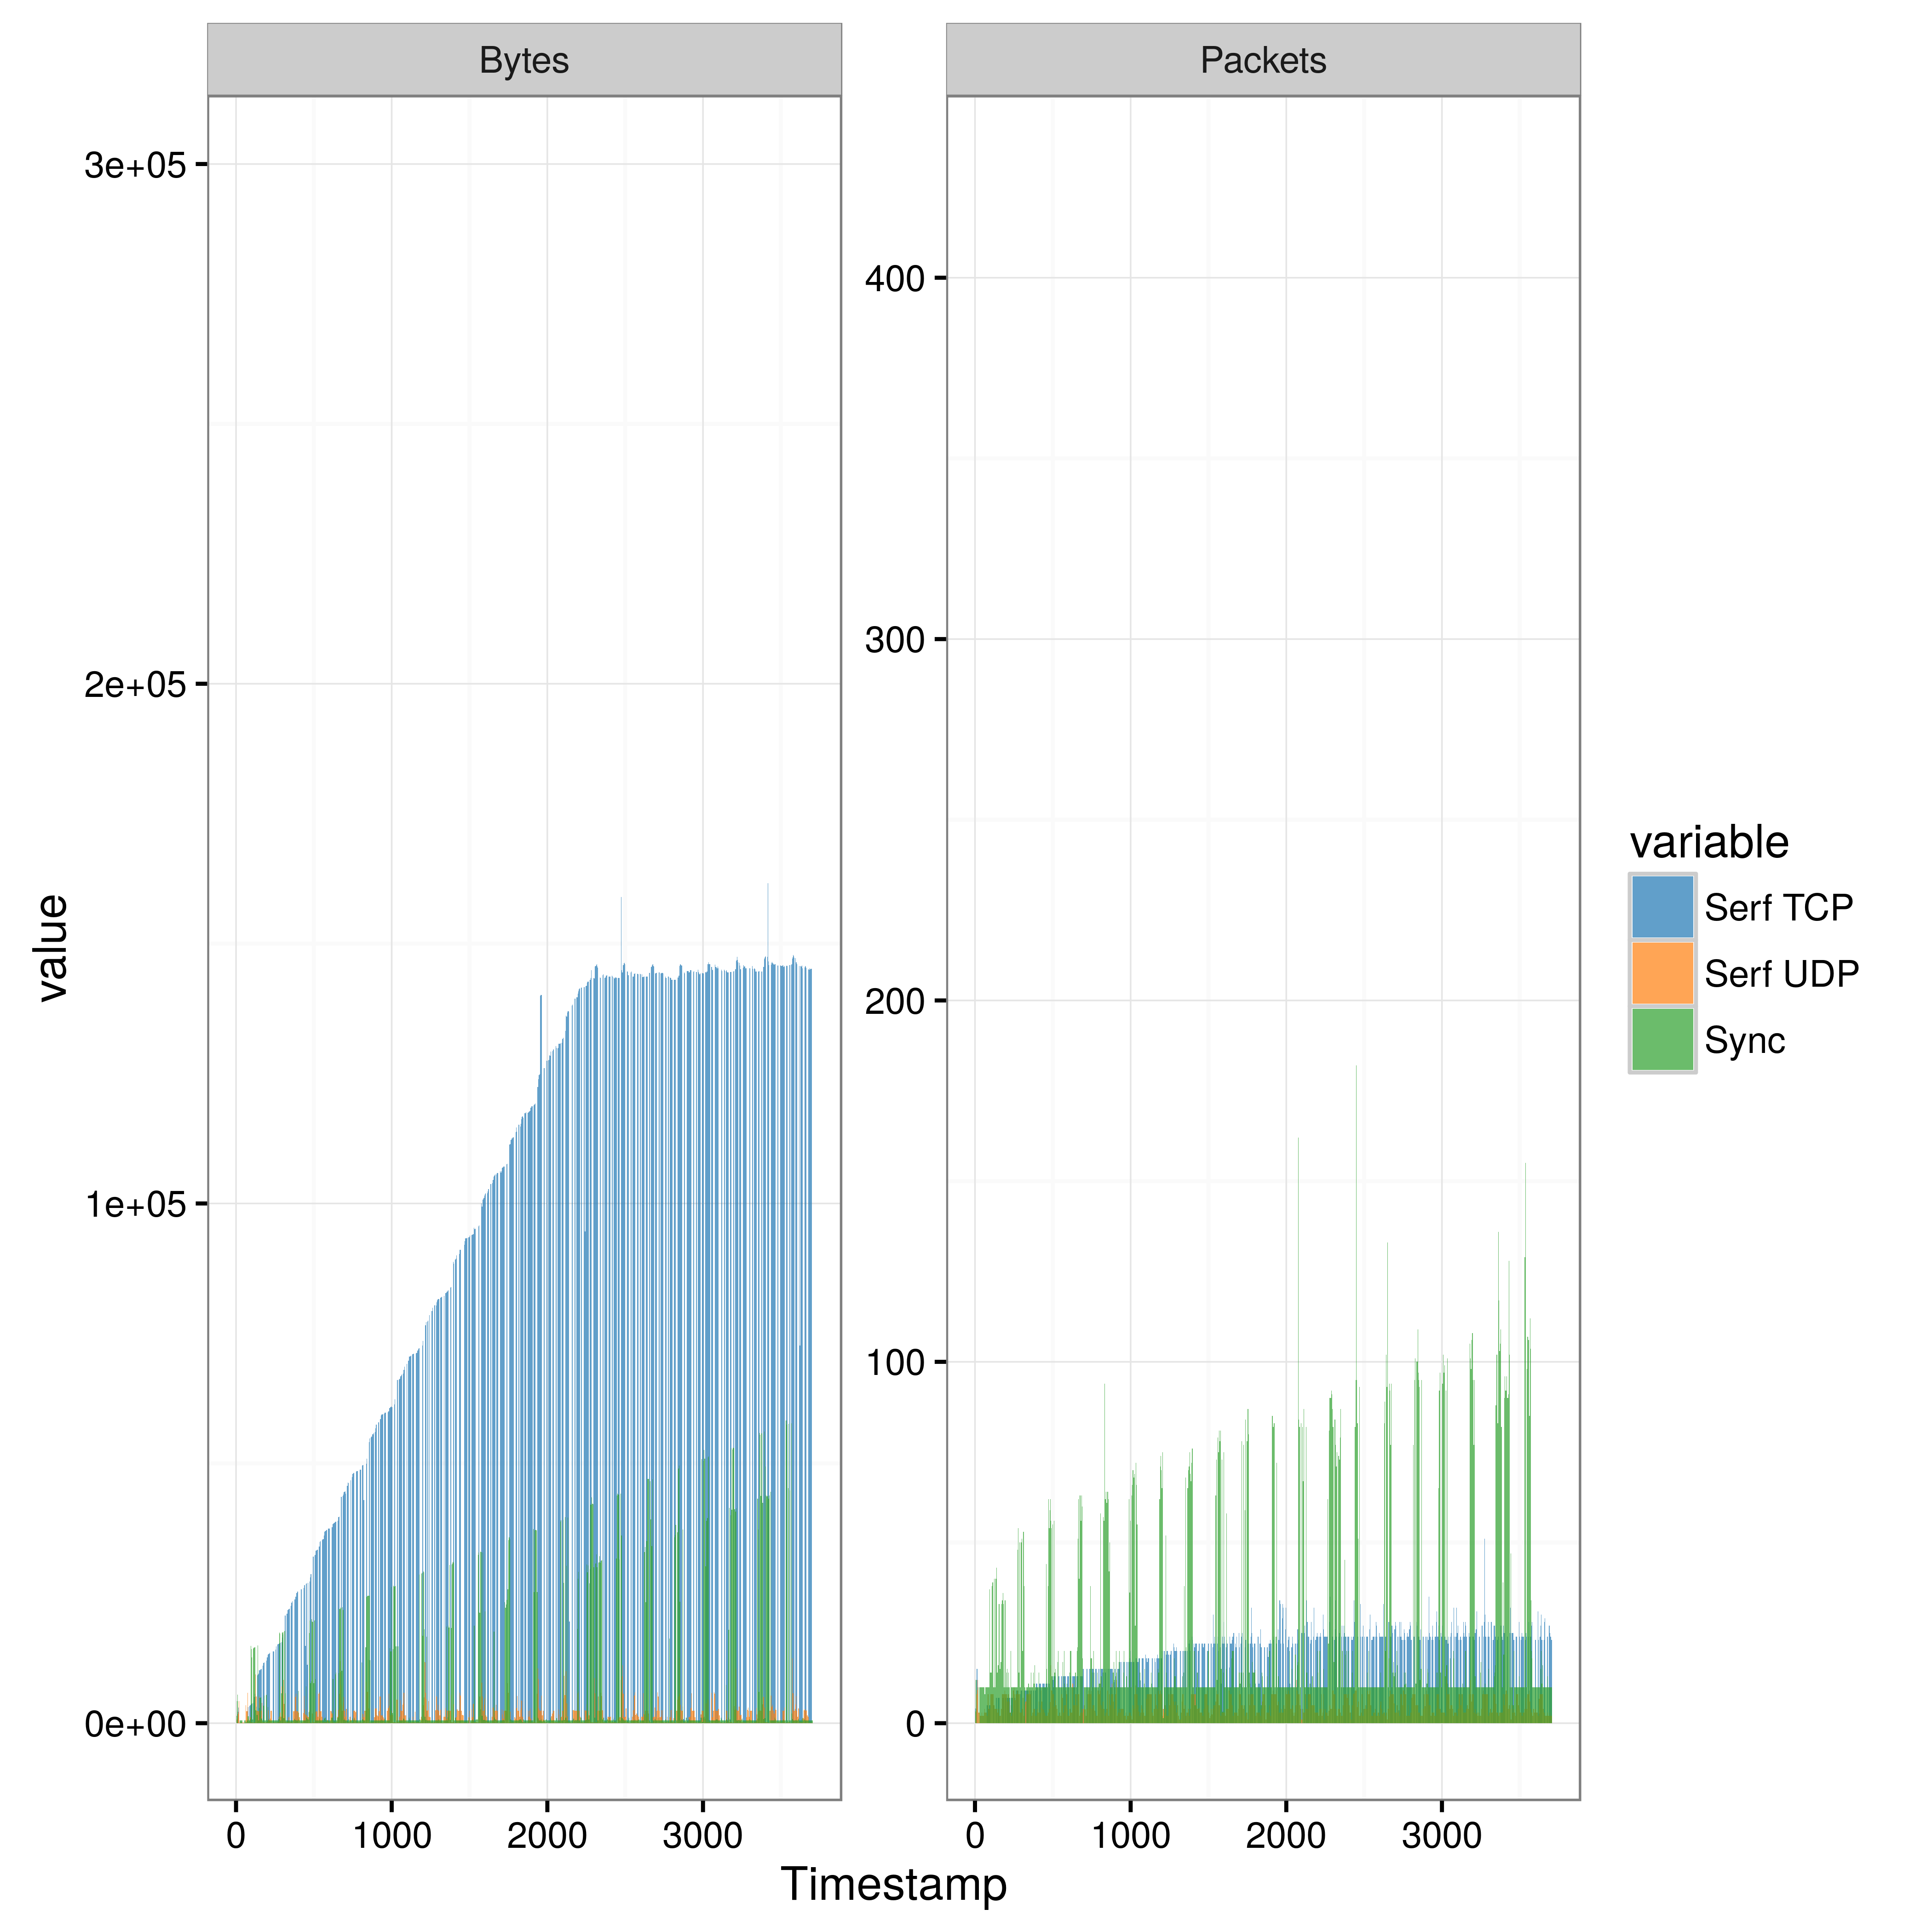 Bytes
Packets
3e+05
2e+05
1e+05
0e+00
400
300
200
100
0
0 1000 2000 3000
0 1000 2000 3000
Timestamp
value
variable
Serf TCP
Serf UDP
Sync